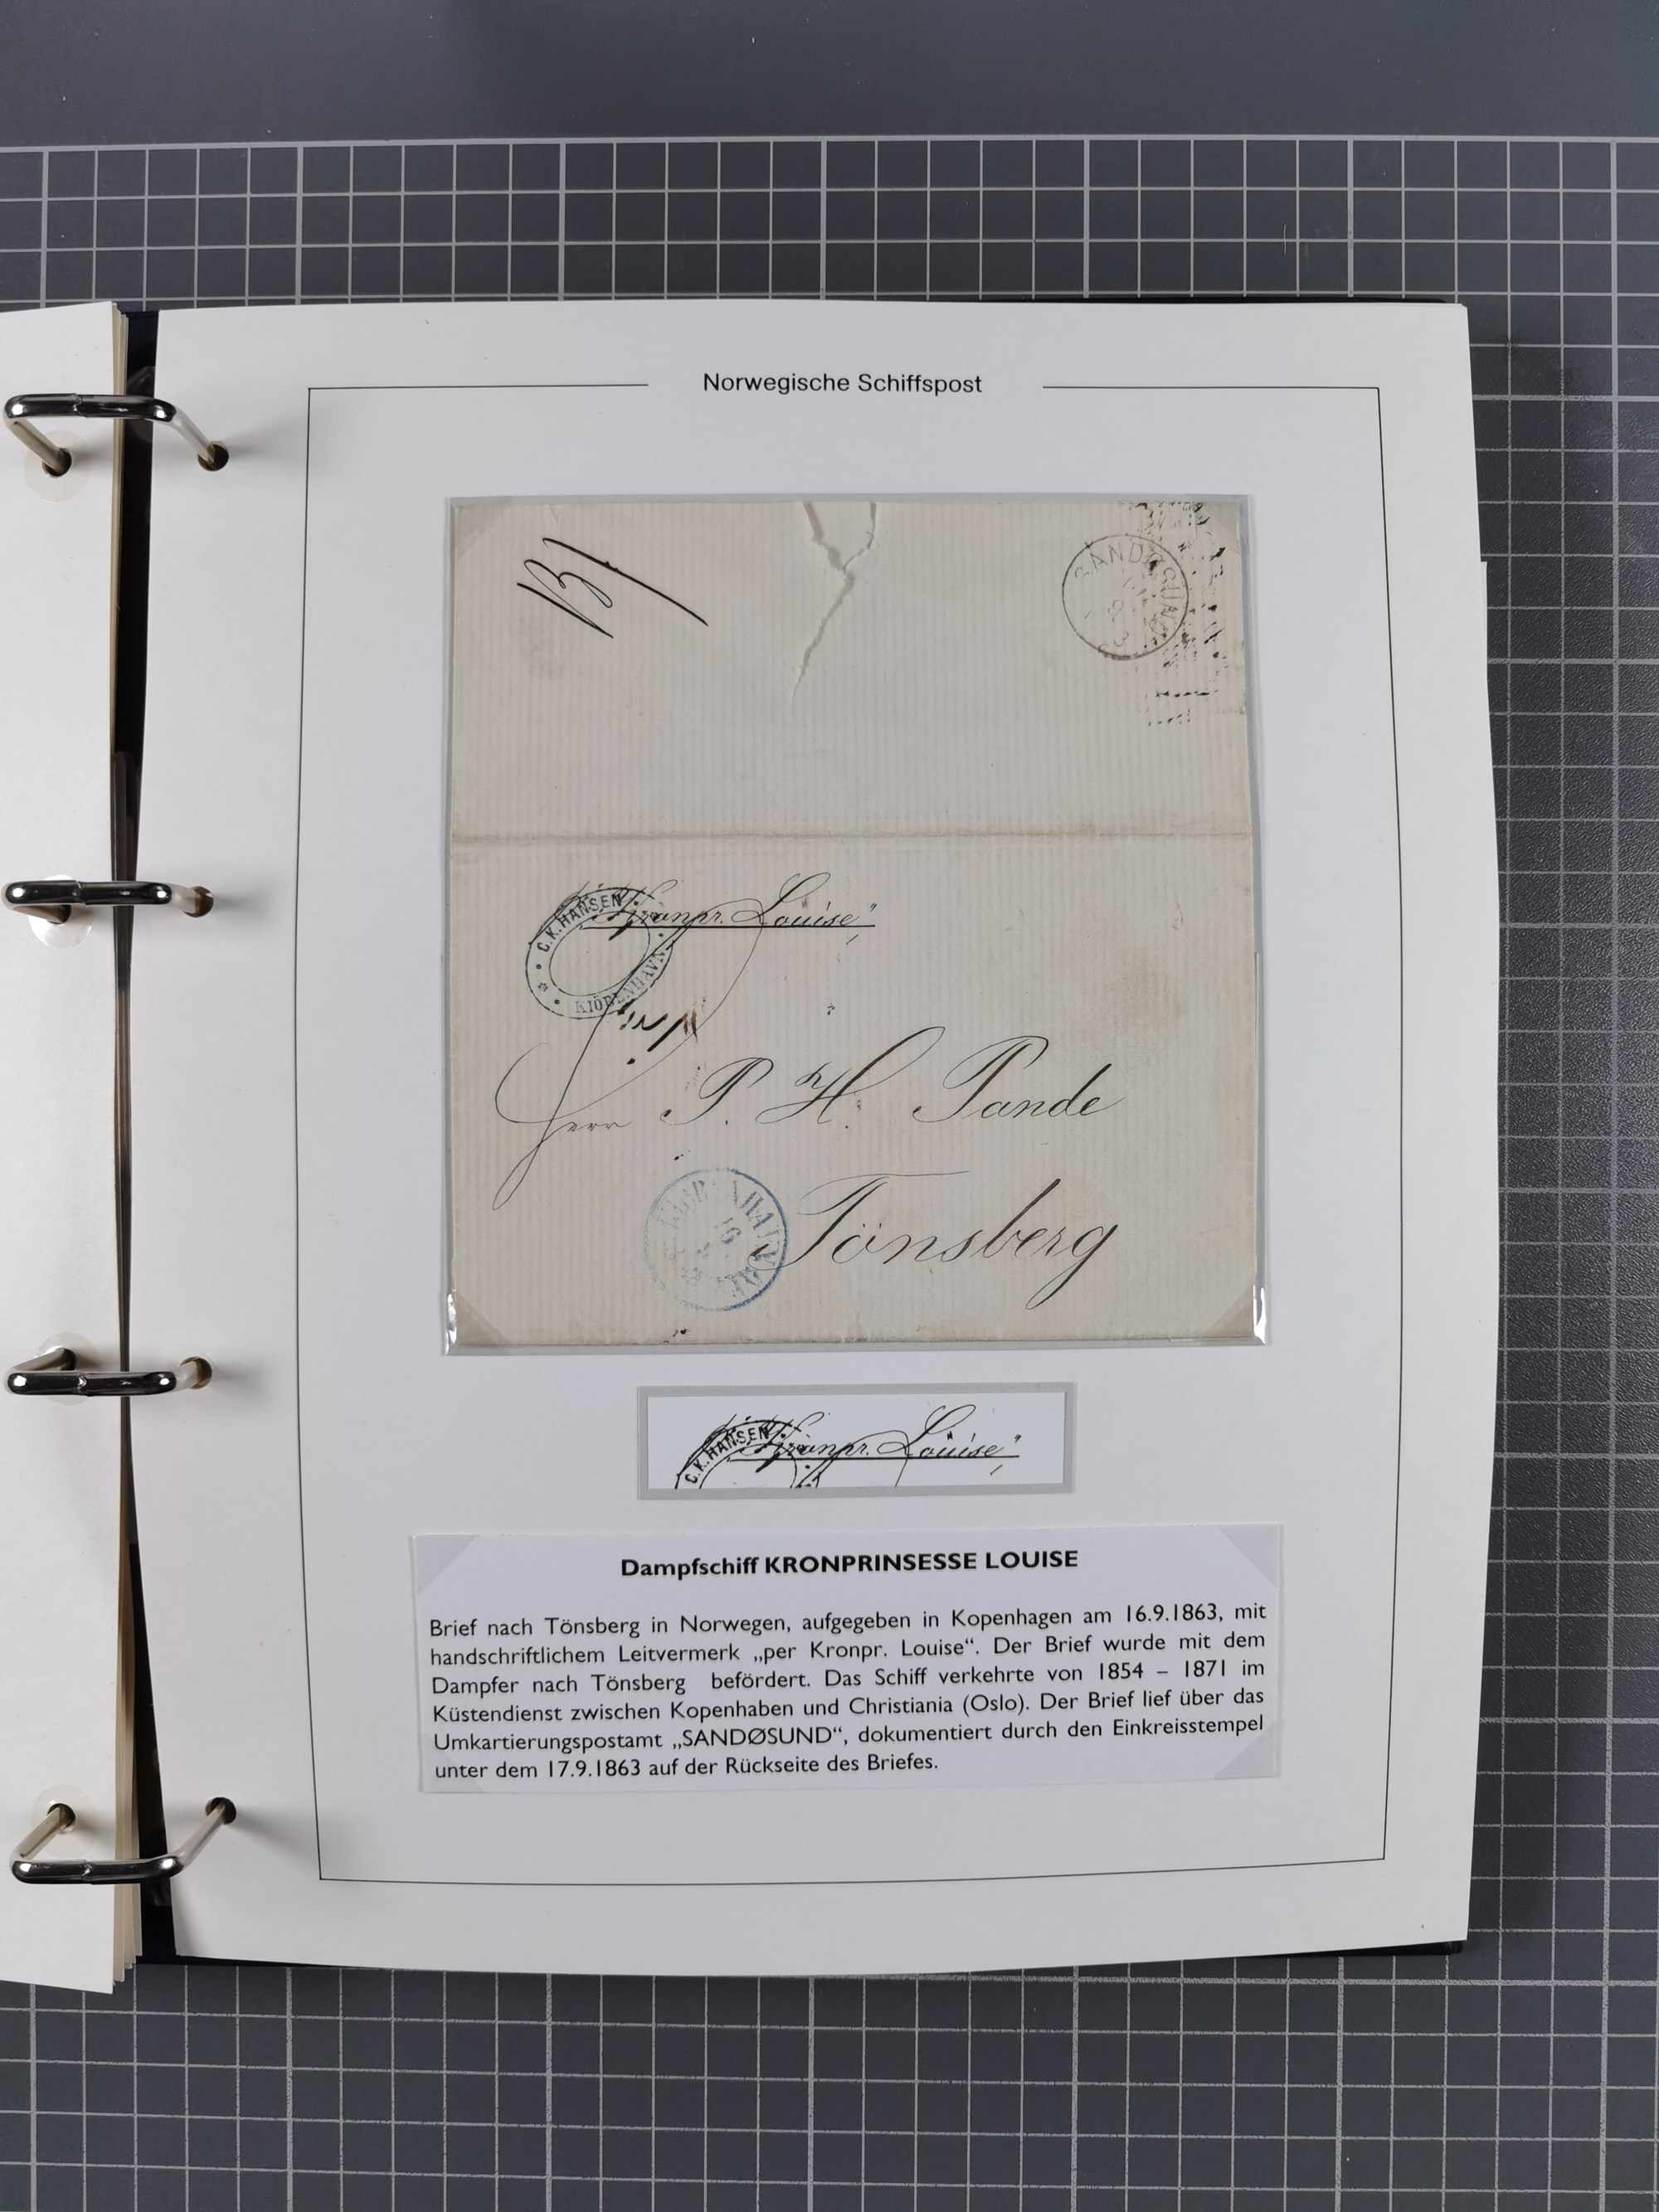 Norwegische Schiffspost
SANDØSUND
C.K. HANSEN
Kronpr. Louise"
KIÖBENHAVN
Herr P. H. Pande
Tönsberg
16
C.K. HANSEN
Kronpr. Louise"
Dampfschiff KRONPRINSESSE LOUISE
Brief nach Tönsberg in Norwegen, aufgegeben in Kopenhagen am 16.9.1863, mit
handschriftlichem Leitvermerk „per Kronpr. Louise“. Der Brief wurde mit dem
Dampfer nach Tönsberg befördert. Das Schiff verkehrte von 1854 – 1871 im
Küstendienst zwischen Kopenhaben und Christiania (Oslo). Der Brief lief über das
Umkartierungspostamt „SANDØSUND“, dokumentiert durch den Einkreisstempel
unter dem 17.9.1863 auf der Rückseite des Briefes.